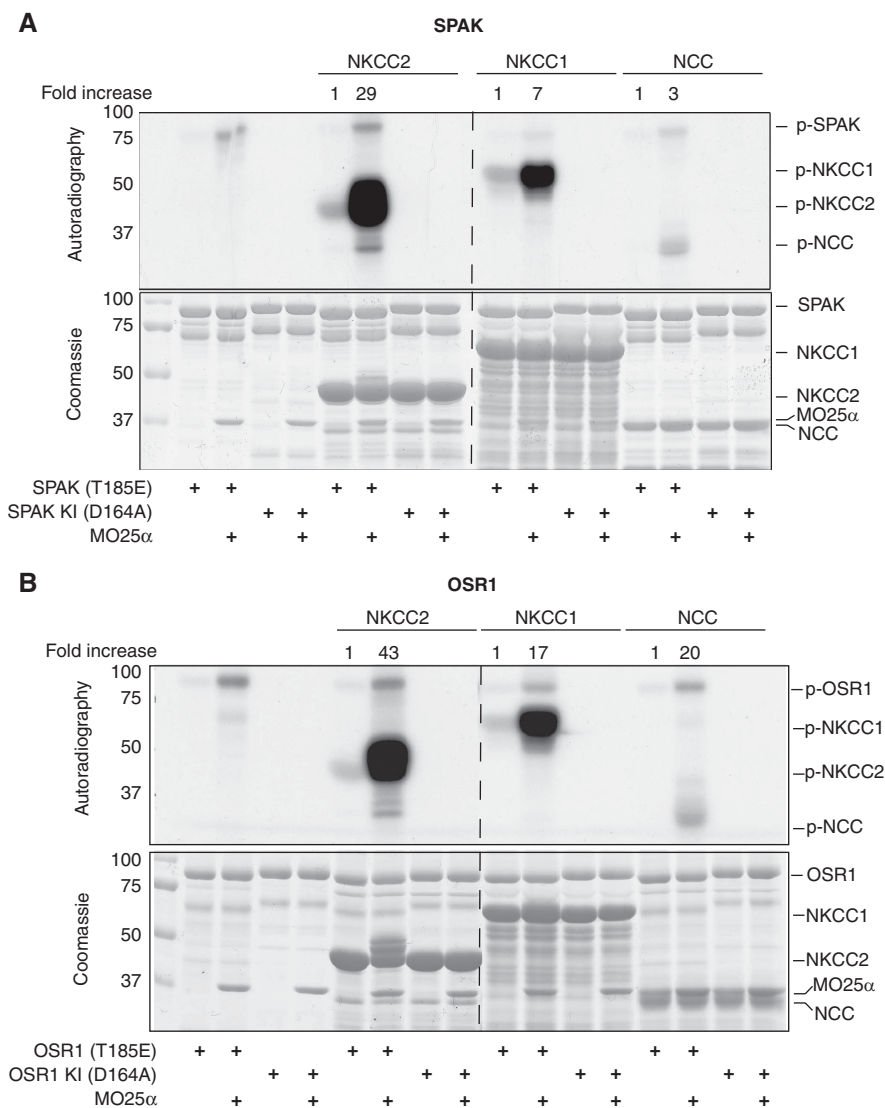 A
SPAK
NKCC2 NKCC1 NCC
Fold increase 1 29 1 7 1 3
Autoradiography
100
75
50
37
p-SPAK
p-NKCC1
p-NKCC2
p-NCC
Coomassie
100
75
50
37
SPAK
NKCC1
NKCC2
MO25α
NCC
SPAK (T185E) + + + + + + + +
SPAK KI (D164A) + + + + + + + +
MO25α + + + + + + + +
B
OSR1
NKCC2 NKCC1 NCC
Fold increase 1 43 1 17 1 20
Autoradiography
100
75
50
37
p-OSR1
p-NKCC1
p-NKCC2
p-NCC
Coomassie
100
75
50
37
OSR1
NKCC1
NKCC2
MO25α
NCC
OSR1 (T185E) + + + + + + + +
OSR1 KI (D164A) + + + + + + + +
MO25α + + + + + + + +